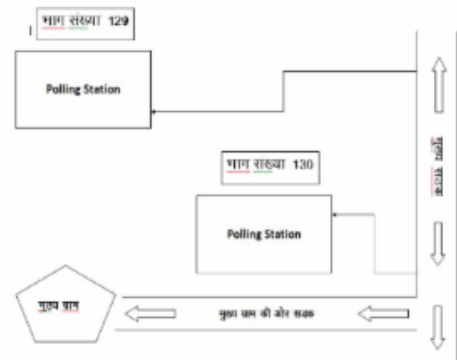 भाग संख्या 129
Polling Station
भाग संख्या 130
Polling Station
मुख्य सड़क
मुख्य ग्राम
मुख्य ग्राम की ओर सड़क